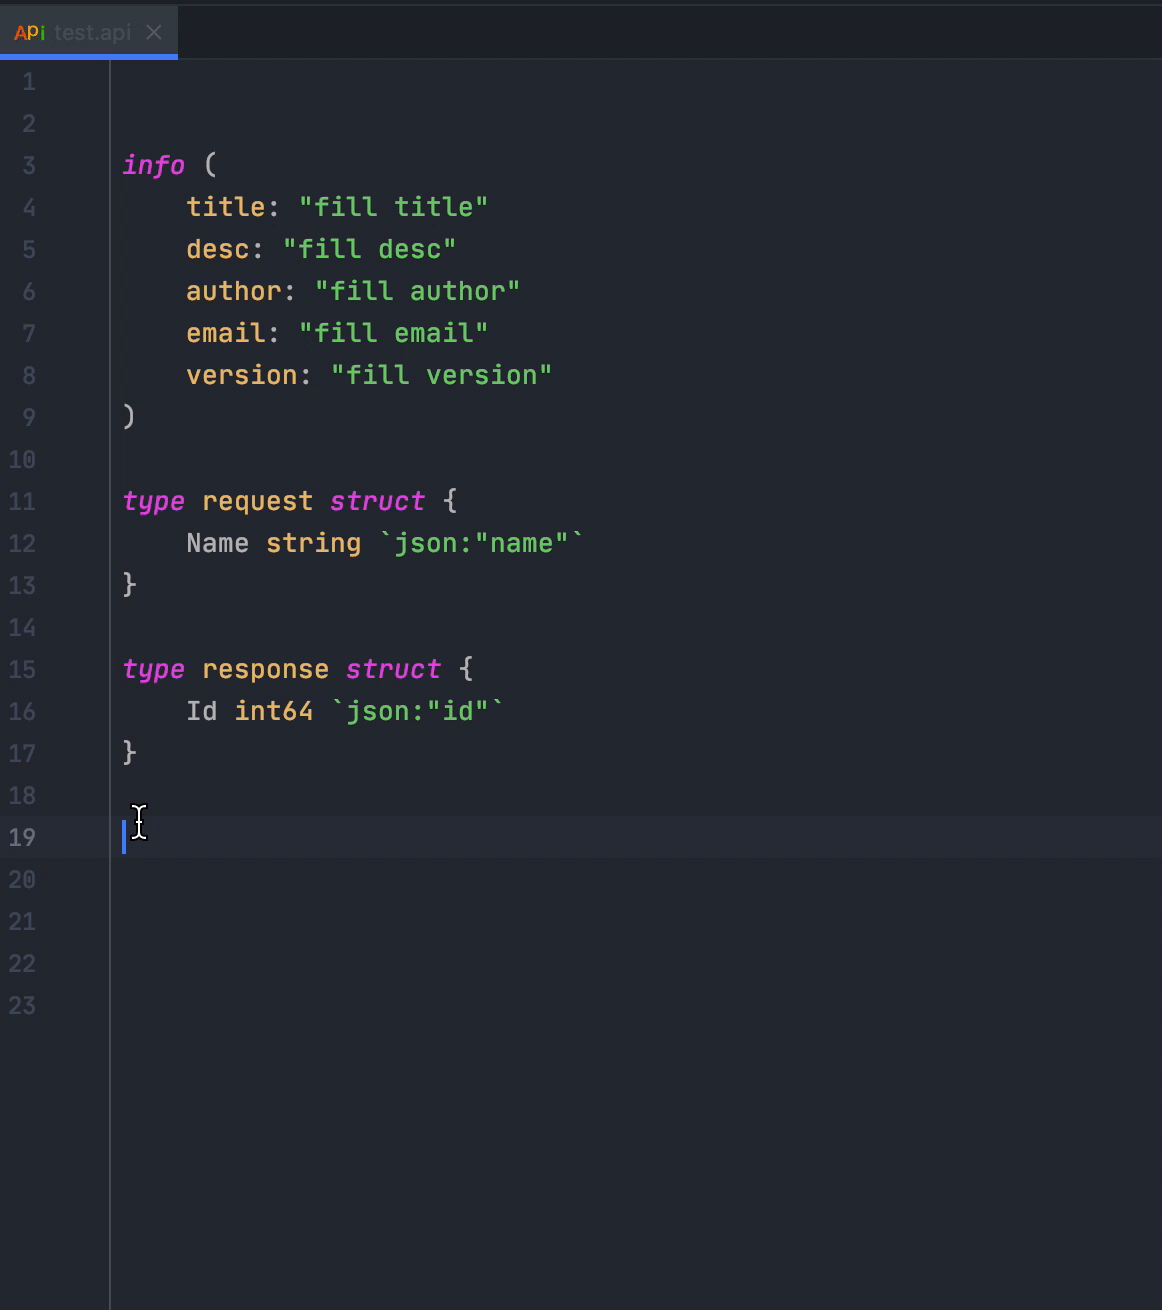 Api test.api
1
2
3 info (
4     title: "fill title"
5     desc: "fill desc"
6     author: "fill author"
7     email: "fill email"
8     version: "fill version"
9 )
10
11 type request struct {
12     Name string `json:"name"`
13 }
14
15 type response struct {
16     Id int64 `json:"id"`
17 }
18
19
20
21
22
23